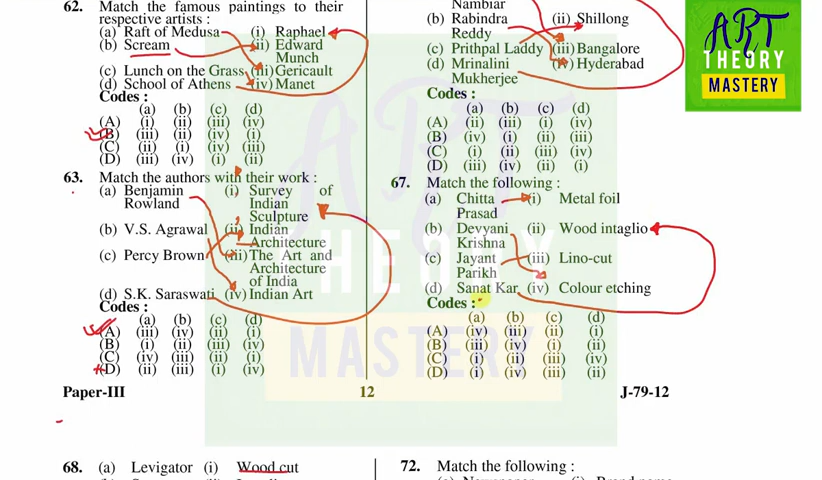 62. Match the famous paintings to their
respective artists :
(a) Raft of Medusa (i) Raphael
(b) Scream (ii) Edward
Munch
(c) Lunch on the Grass (iii) Gericault
(d) School of Athens (iv) Manet
Codes :
(a) (b) (c) (d)
(A) (i) (ii) (iii) (iv)
(B) (iii) (ii) (iv) (i)
(C) (ii) (i) (iv) (iii)
(D) (iii) (iv) (i) (ii)
63. Match the authors with their work :
(a) Benjamin (i) Survey of
Rowland Indian
Sculpture
(b) V.S. Agrawal (ii) Indian
Architecture
(c) Percy Brown (iii) The Art and
Architecture
of India
(d) S.K. Saraswati (iv) Indian Art
Codes :
(a) (b) (c) (d)
(A) (iii) (iv) (ii) (i)
(B) (i) (ii) (iii) (iv)
(C) (iv) (iii) (ii) (i)
(D) (ii) (iii) (i) (iv)
Nambiar
(b) Rabindra (ii) Shillong
Reddy
(c) Prithpal Laddy (iii) Bangalore
(d) Mrinalini (iv) Hyderabad
Mukherjee
Codes :
(a) (b) (c) (d)
(A) (ii) (iii) (i) (iv)
(B) (iv) (i) (ii) (iii)
(C) (i) (ii) (iii) (iv)
(D) (iii) (iv) (ii) (i)
67. Match the following :
(a) Chitta (i) Metal foil
Prasad
(b) Devyani (ii) Wood intaglio
Krishna
(c) Jayant (iii) Lino-cut
Parikh
(d) Sanat Kar (iv) Colour etching
Codes :
(a) (b) (c) (d)
(A) (iv) (iii) (ii) (i)
(B) (iii) (iv) (i) (ii)
(C) (i) (ii) (iii) (iv)
(D) (i) (iv) (iii) (ii)
Paper-III 12 J-79-12
68. (a) Levigator (i) Wood cut
72. Match the following :
ART
THEORY
MASTERY
ART
THEORY
MASTERY